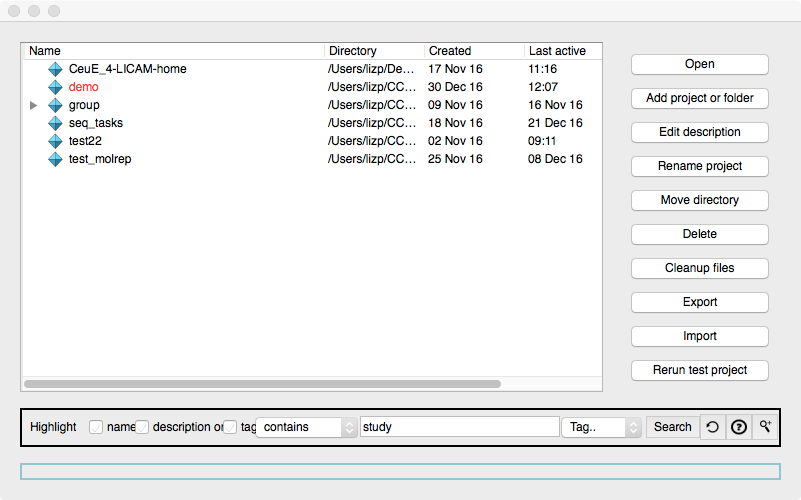 Name Directory Created Last active
CeuE_4-LICAM-home /Users/lizp/De... 17 Nov 16 11:16
demo /Users/lizp/CC... 30 Dec 16 12:07
group /Users/lizp/CC... 09 Nov 16 16 Nov 16
seq_tasks /Users/lizp/CC... 18 Nov 16 21 Dec 16
test22 /Users/lizp/CC... 02 Nov 16 09:11
test_molrep /Users/lizp/CC... 25 Nov 16 08 Dec 16
Open
Add project or folder
Edit description
Rename project
Move directory
Delete
Cleanup files
Export
Import
Rerun test project
Highlight name description or tag contains study Tag.. Search